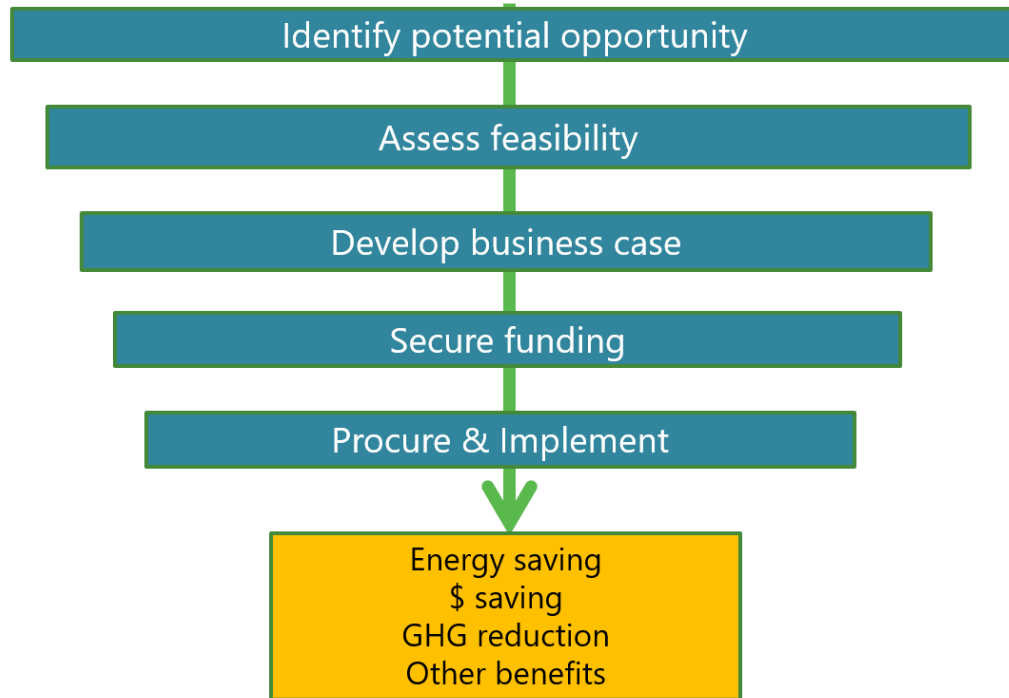 Identify potential opportunity
Assess feasibility
Develop business case
Secure funding
Procure & Implement
Energy saving
$ saving
GHG reduction
Other benefits